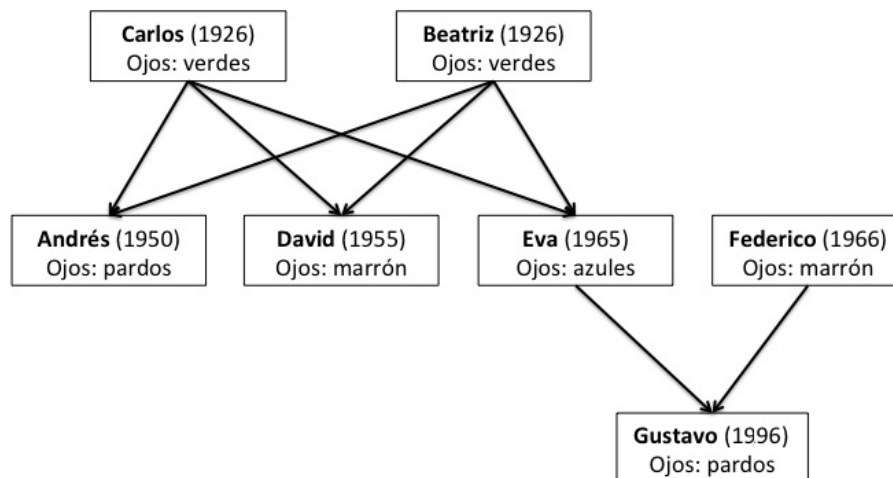 Carlos (1926)
Ojos: verdes
Beatriz (1926)
Ojos: verdes
Andrés (1950)
Ojos: pardos
David (1955)
Ojos: marrón
Eva (1965)
Ojos: azules
Federico (1966)
Ojos: marrón
Gustavo (1996)
Ojos: pardos